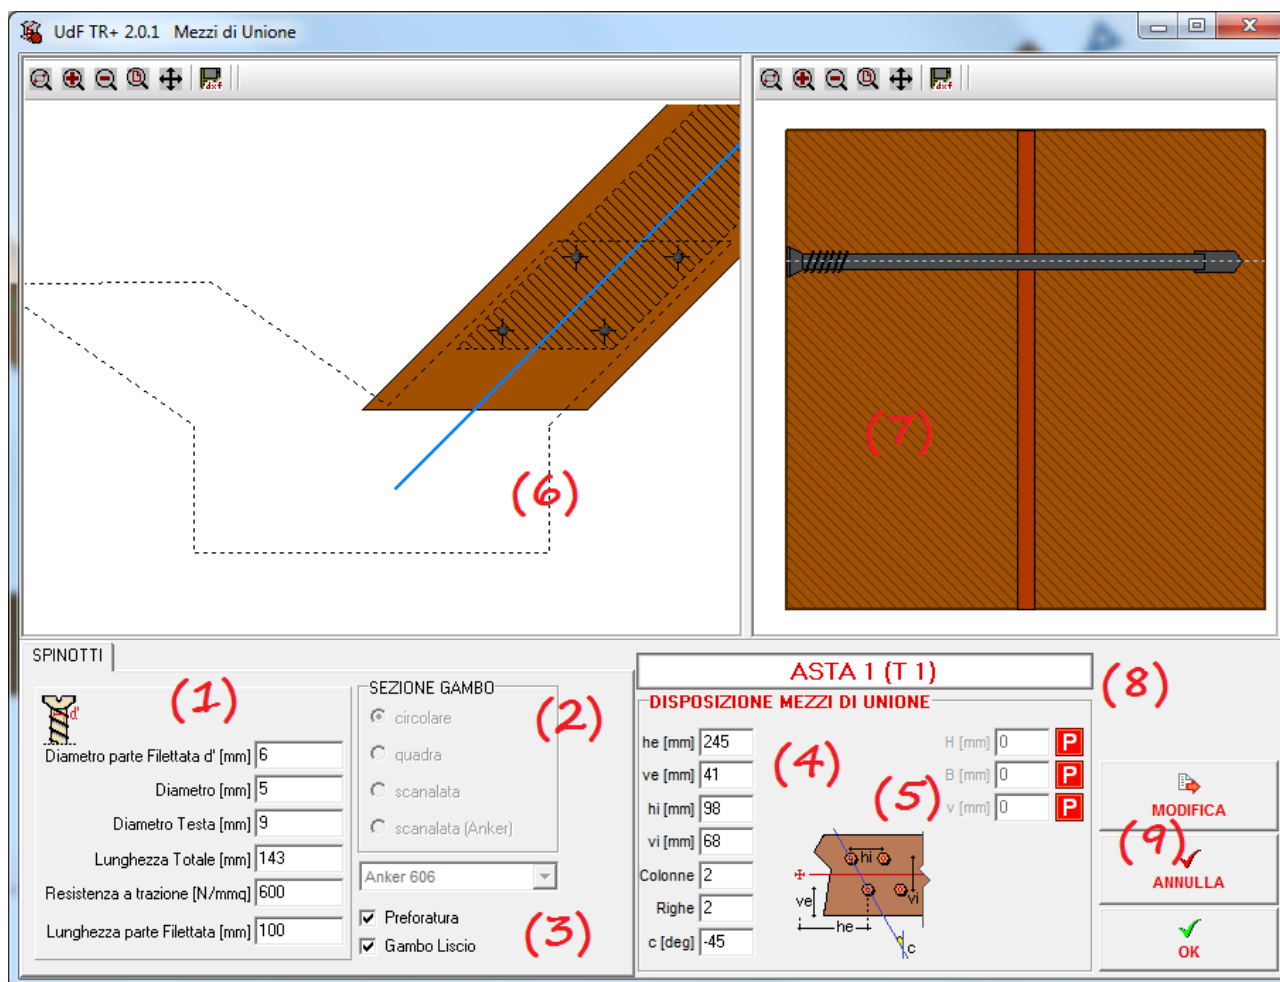 UdF TR+ 2.0.1 Mezzi di Unione
dxf
dxf
(6)
(7)
SPINOTTI
(1)
d'
Diametro parte Filettata d' [mm] 6
Diametro [mm] 5
Diametro Testa [mm] 9
Lunghezza Totale [mm] 143
Resistenza a trazione [N/mmq] 600
Lunghezza parte Filettata [mm] 100
SEZIONE GAMBO
(2)
circolare
quadra
scanalata
scanalata (Anker)
Anker 606
Preforatura
Gambo Liscio
(3)
ASTA 1 (T 1)
(8)
DISPOSIZIONE MEZZI DI UNIONE
he [mm] 245
ve [mm] 41
hi [mm] 98
vi [mm] 68
Colonne 2
Righe 2
c [deg] -45
(4)
H [mm] 0 P
B [mm] 0 P
v [mm] 0 P
(5)
hi
vi
ve
he
c
MODIFICA
(9)
ANNULLA
OK